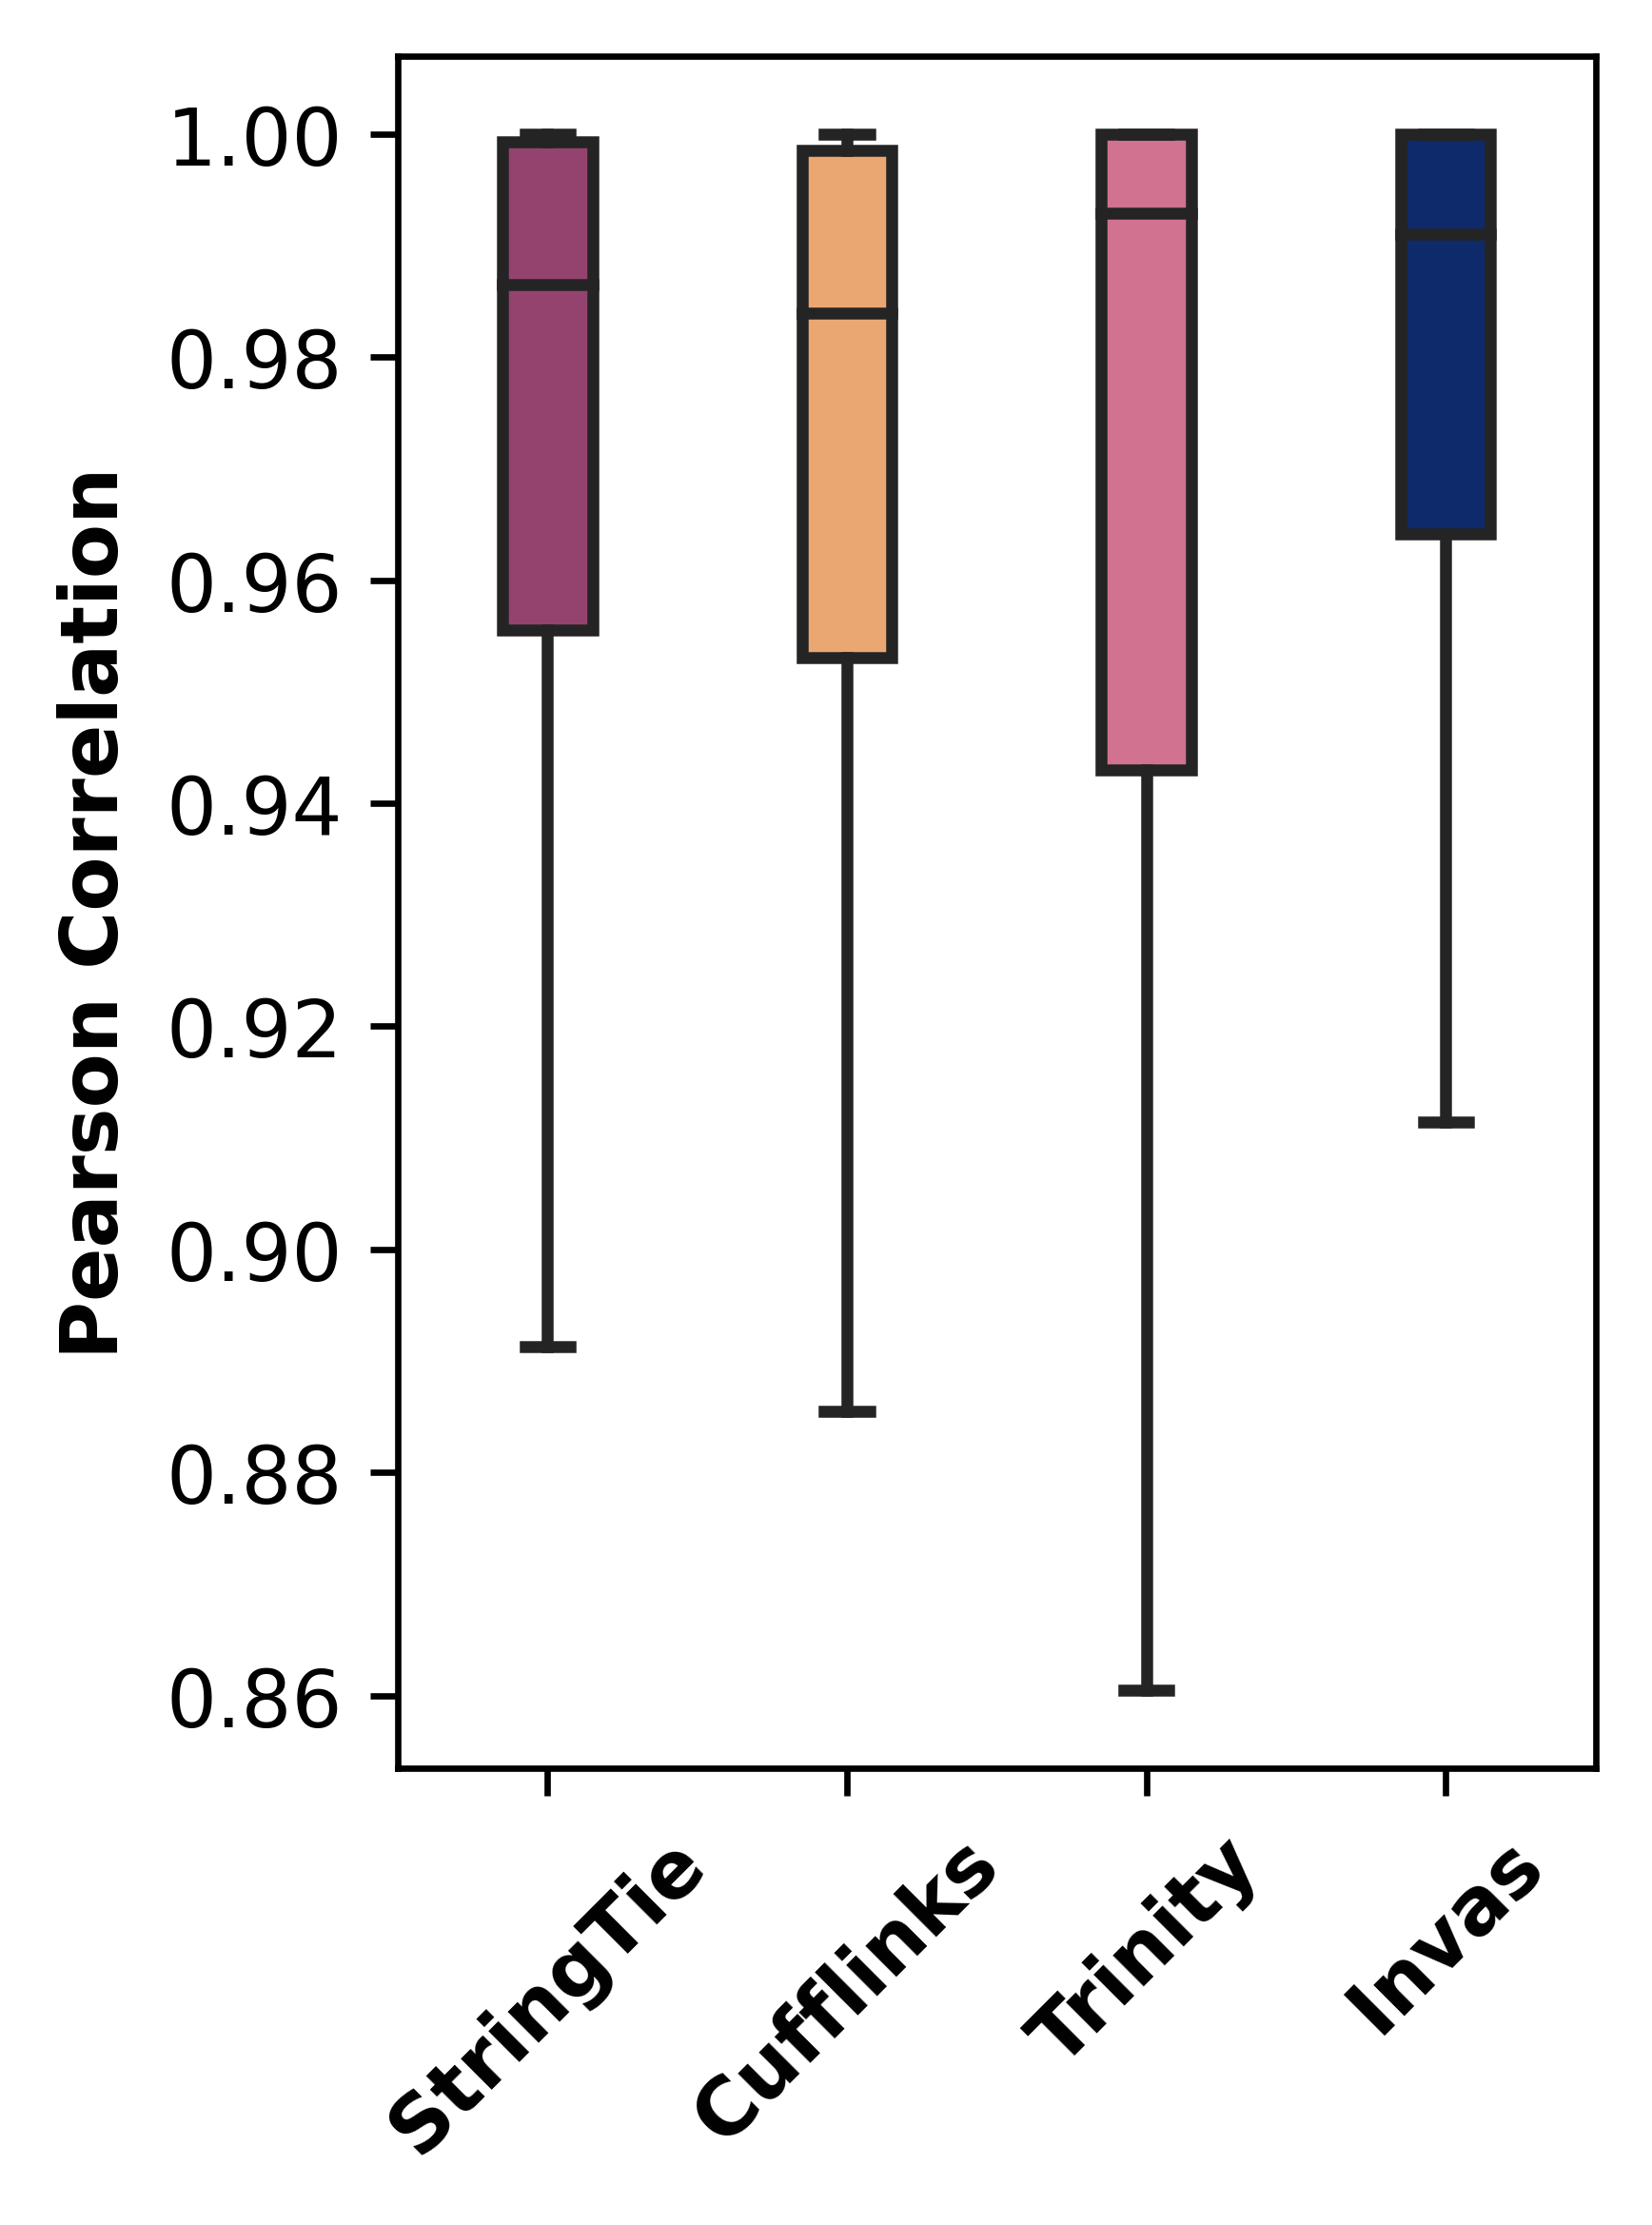 Pearson Correlation
1.00
0.98
0.96
0.94
0.92
0.90
0.88
0.86
StringTie
Cufflinks
Trinity
Invas